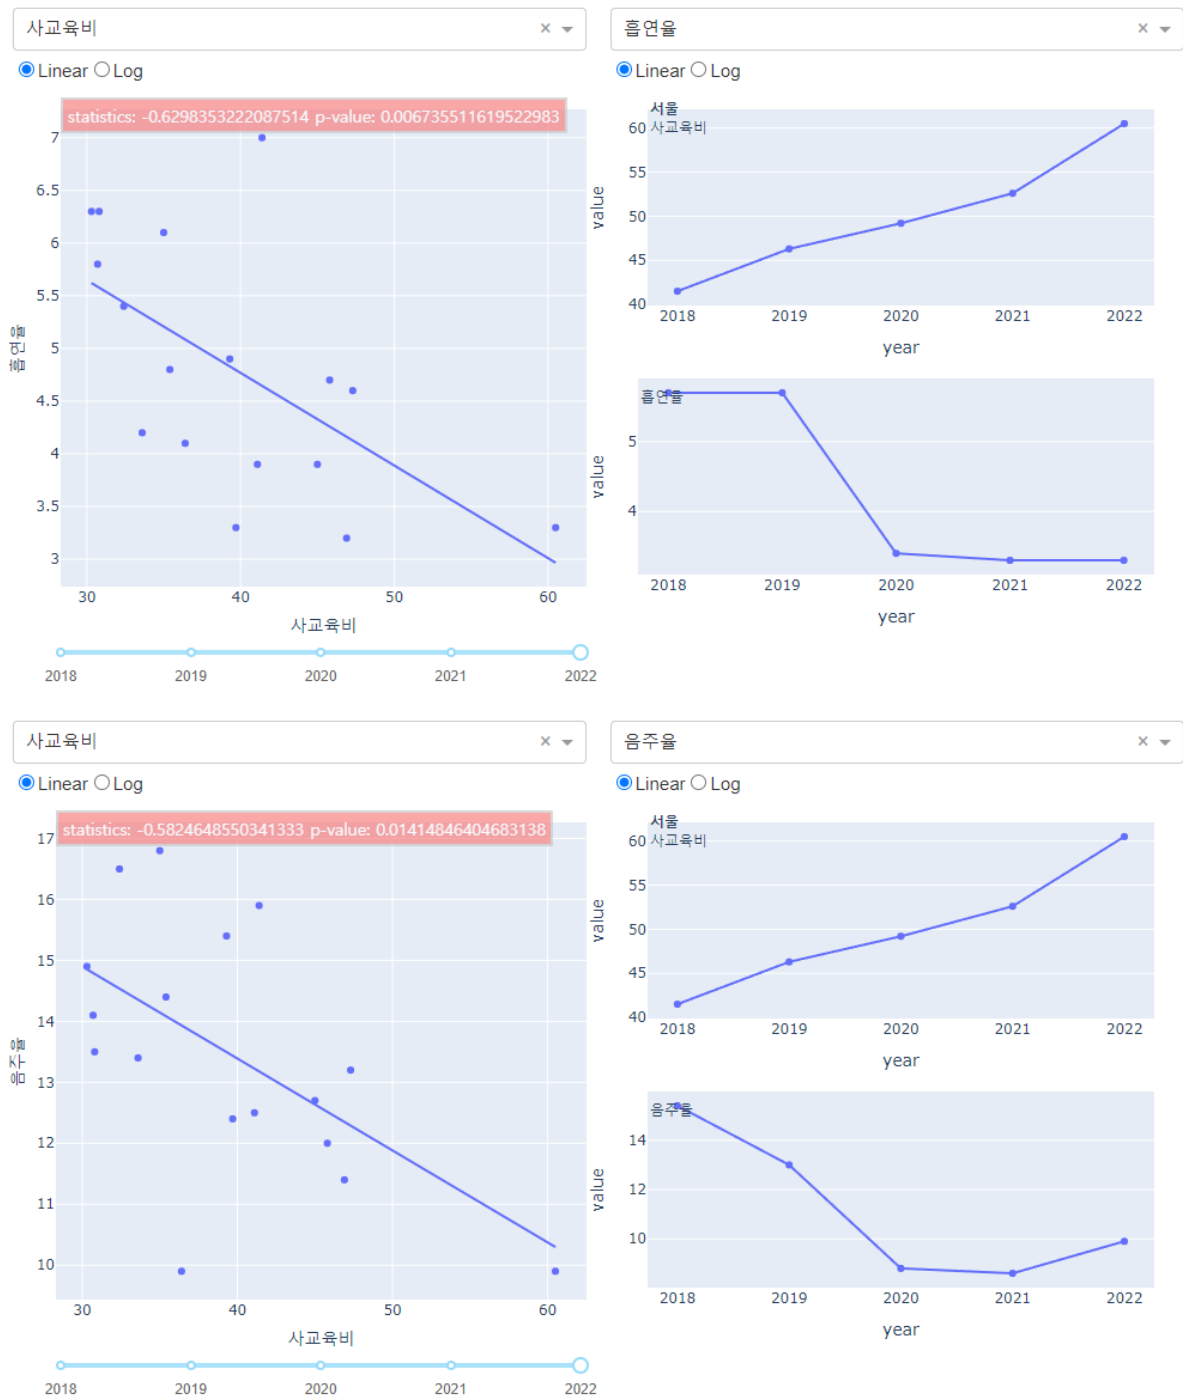 사교육비 ×
흡연율 ×
Linear Log
Linear Log
statistics: -0.6298353222087514 p-value: 0.006735511619522983
7
6.5
6
5.5
5
4.5
4
3.5
3
흡연율
30 40 50 60
사교육비
2018 2019 2020 2021 2022
서울
사교육비
60
55
50
45
40
value
2018 2019 2020 2021 2022
year
흡연율
5
4
value
2018 2019 2020 2021 2022
year
사교육비 ×
음주율 ×
Linear Log
Linear Log
statistics: -0.5824648550341333 p-value: 0.01414846404683138
17
16
15
14
13
12
11
10
음주율
30 40 50 60
사교육비
2018 2019 2020 2021 2022
서울
사교육비
60
55
50
45
40
value
2018 2019 2020 2021 2022
year
음주율
14
12
10
value
2018 2019 2020 2021 2022
year